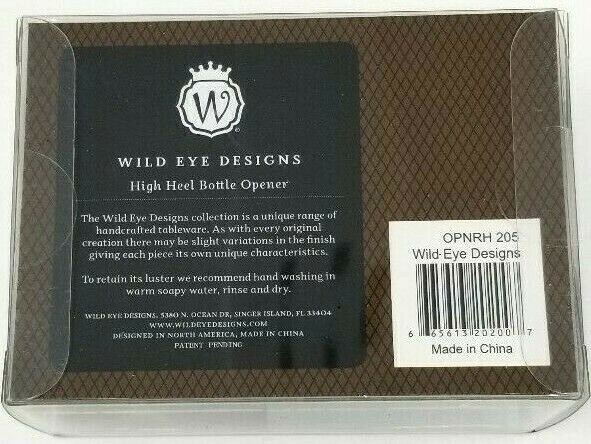 W
WILD EYE DESIGNS
High Heel Bottle Opener
The Wild Eye Designs collection is a unique range of
handcrafted tableware. As with every original
creation there may be slight variations in the finish
giving each piece its own unique characteristics.
To retain its luster we recommend hand washing in
warm soapy water, rinse and dry.
WILD EYE DESIGNS, 5380 N. OCEAN DR, SINGER ISLAND, FL 33404
WWW.WILDEYEDESIGNS.COM
DESIGNED IN NORTH AMERICA, MADE IN CHINA
PATENT PENDING
OPNRH 205
Wild Eye Designs
6 65613 20200 7
Made in China